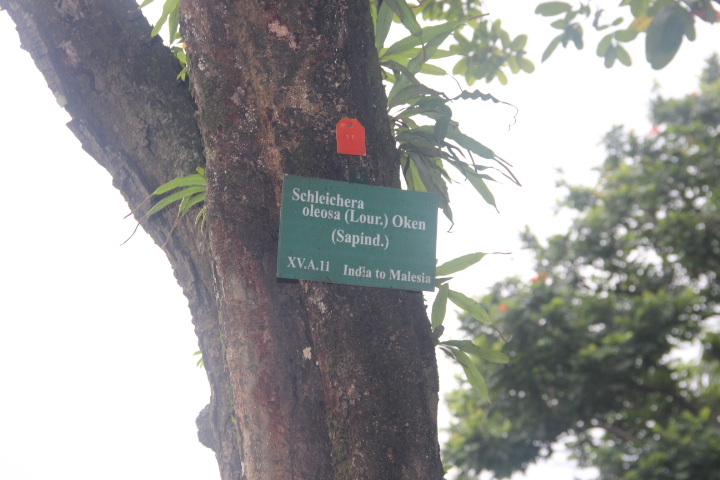 Schleichera
oleosa (Lour.) Oken
(Sapind.)
XV.A.11 India to Malesia